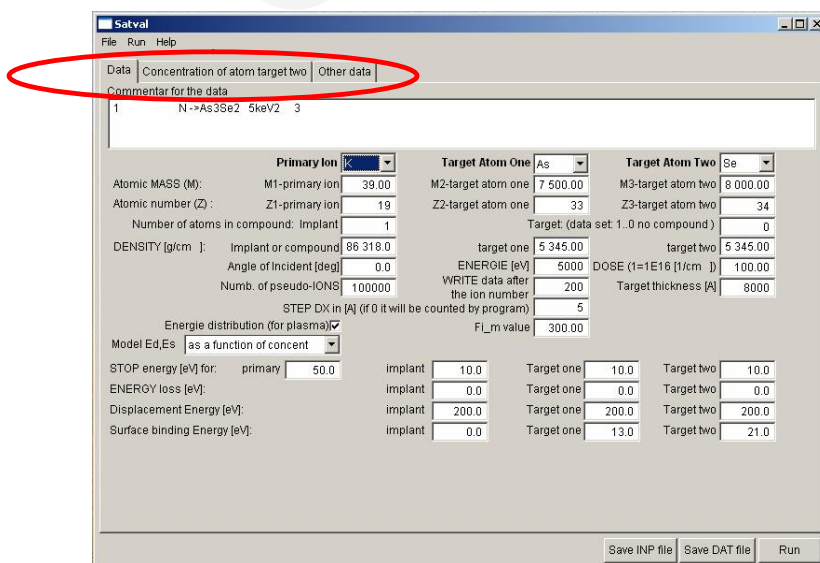 Satval
File Run Help
Data Concentration of atom target two Other data
Commentar for the data
1 N->As3Se2 5keV2 3
Primary Ion K Target Atom One As Target Atom Two Se
Atomic MASS (M): M1-primary ion 39.00 M2-target atom one 7 500.00 M3-target atom two 8 000.00
Atomic number (Z) : Z1-primary ion 19 Z2-target atom one 33 Z3-target atom two 34
Number of atoms in compound: Implant 1 Target: (data set: 1..0 no compound ) 0
DENSITY [g/cm ]: Implant or compound 86 318.0 target one 5 345.00 target two 5 345.00
Angle of Incident [deg] 0.0 ENERGIE [eV] 5000 DOSE (1=1E16 [1/cm ]) 100.00
Numb. of pseudo-IONS 100000 WRITE data after the ion number 200 Target thickness [A] 8000
STEP DX in [A] (if 0 it will be counted by program) 5
Energie distribution (for plasma) Fi_m value 300.00
Model Ed,Es as a function of concent
STOP energy [eV] for: primary 50.0 implant 10.0 Target one 10.0 Target two 10.0
ENERGY loss [eV]: implant 0.0 Target one 0.0 Target two 0.0
Displacement Energy [eV]: implant 200.0 Target one 200.0 Target two 200.0
Surface binding Energy [eV]: implant 0.0 Target one 13.0 Target two 21.0
Save INP file Save DAT file Run